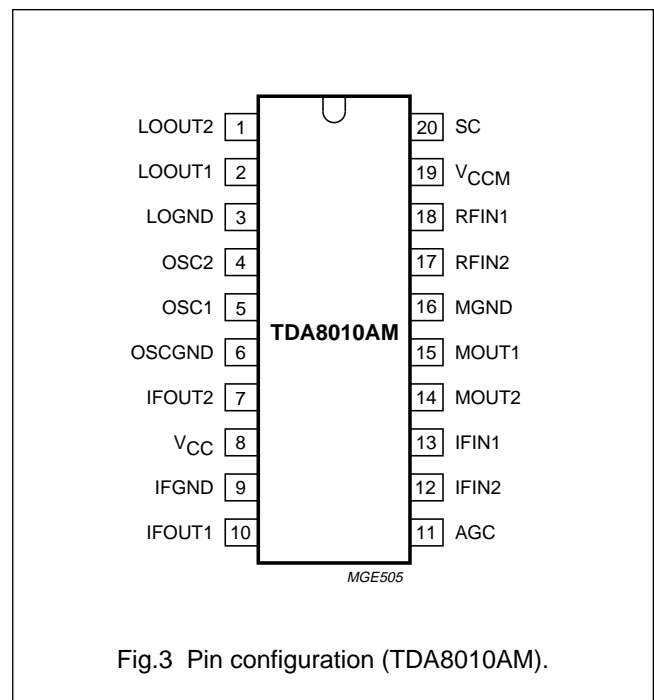 LOOUT2 1 20 SC
LOOUT1 2 19 VCCM
LOGND 3 18 RFIN1
OSC2 4 17 RFIN2
OSC1 5 16 MGND
TDA8010AM
OSCGND 6 15 MOUT1
IFOUT2 7 14 MOUT2
VCC 8 13 IFIN1
IFGND 9 12 IFIN2
IFOUT1 10 11 AGC
MGE505
Fig.3 Pin configuration (TDA8010AM).